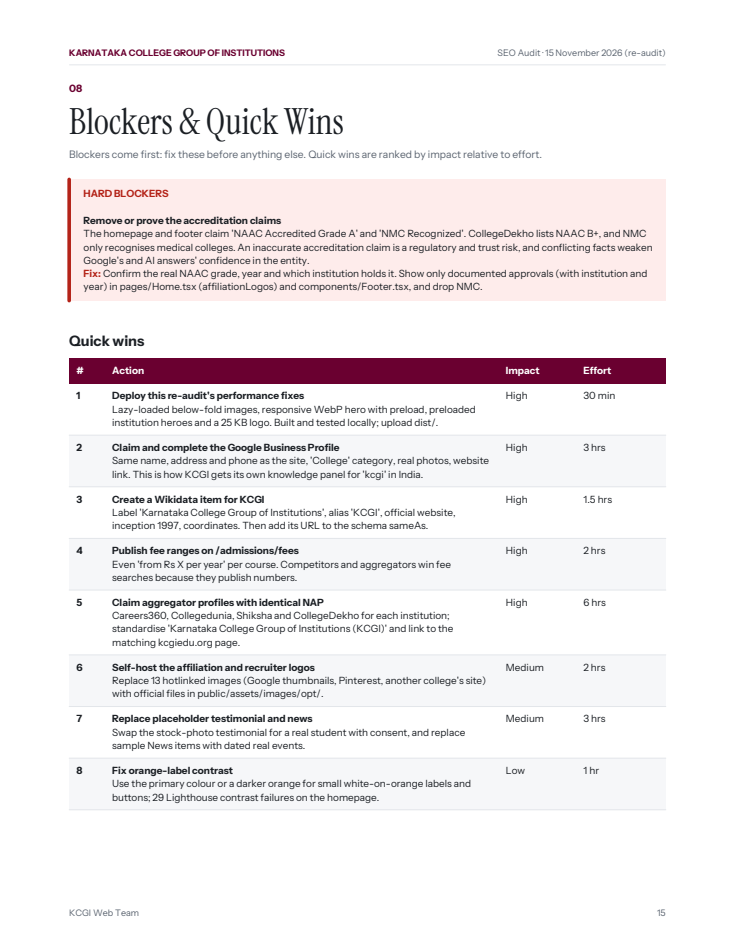 KARNATAKA COLLEGE GROUP OF INSTITUTIONS
SEO Audit · 15 November 2026 (re-audit)
08
Blockers & Quick Wins
Blockers come first: fix these before anything else. Quick wins are ranked by impact relative to effort.
HARD BLOCKERS
Remove or prove the accreditation claims
The homepage and footer claim 'NAAC Accredited Grade A' and 'NMC Recognized'. CollegeDekho lists NAAC B+, and NMC
only recognises medical colleges. An inaccurate accreditation claim is a regulatory and trust risk, and conflicting facts weaken
Google's and AI answers' confidence in the entity.
Fix: Confirm the real NAAC grade, year and which institution holds it. Show only documented approvals (with institution and
year) in pages/Home.tsx (affiliationLogos) and components/Footer.tsx, and drop NMC.
Quick wins
# Action Impact Effort
1 Deploy this re-audit's performance fixes High 30 min
Lazy-loaded below-fold images, responsive WebP hero with preload, preloaded
institution heroes and a 25 KB logo. Built and tested locally; upload dist/.
2 Claim and complete the Google Business Profile High 3 hrs
Same name, address and phone as the site, 'College' category, real photos, website
link. This is how KCGI gets its own knowledge panel for 'kcgi' in India.
3 Create a Wikidata item for KCGI High 1.5 hrs
Label 'Karnataka College Group of Institutions', alias 'KCGI', official website,
inception 1997, coordinates. Then add its URL to the schema sameAs.
4 Publish fee ranges on /admissions/fees High 2 hrs
Even 'from Rs X per year' per course. Competitors and aggregators win fee
searches because they publish numbers.
5 Claim aggregator profiles with identical NAP High 6 hrs
Careers360, Collegedunia, Shiksha and CollegeDekho for each institution;
standardise 'Karnataka College Group of Institutions (KCGI)' and link to the
matching kcgiedu.org page.
6 Self-host the affiliation and recruiter logos Medium 2 hrs
Replace 13 hotlinked images (Google thumbnails, Pinterest, another college's site)
with official files in public/assets/images/opt/.
7 Replace placeholder testimonial and news Medium 3 hrs
Swap the stock-photo testimonial for a real student with consent, and replace
sample News items with dated real events.
8 Fix orange-label contrast Low 1 hr
Use the primary colour or a darker orange for small white-on-orange labels and
buttons; 29 Lighthouse contrast failures on the homepage.
KCGI Web Team
15